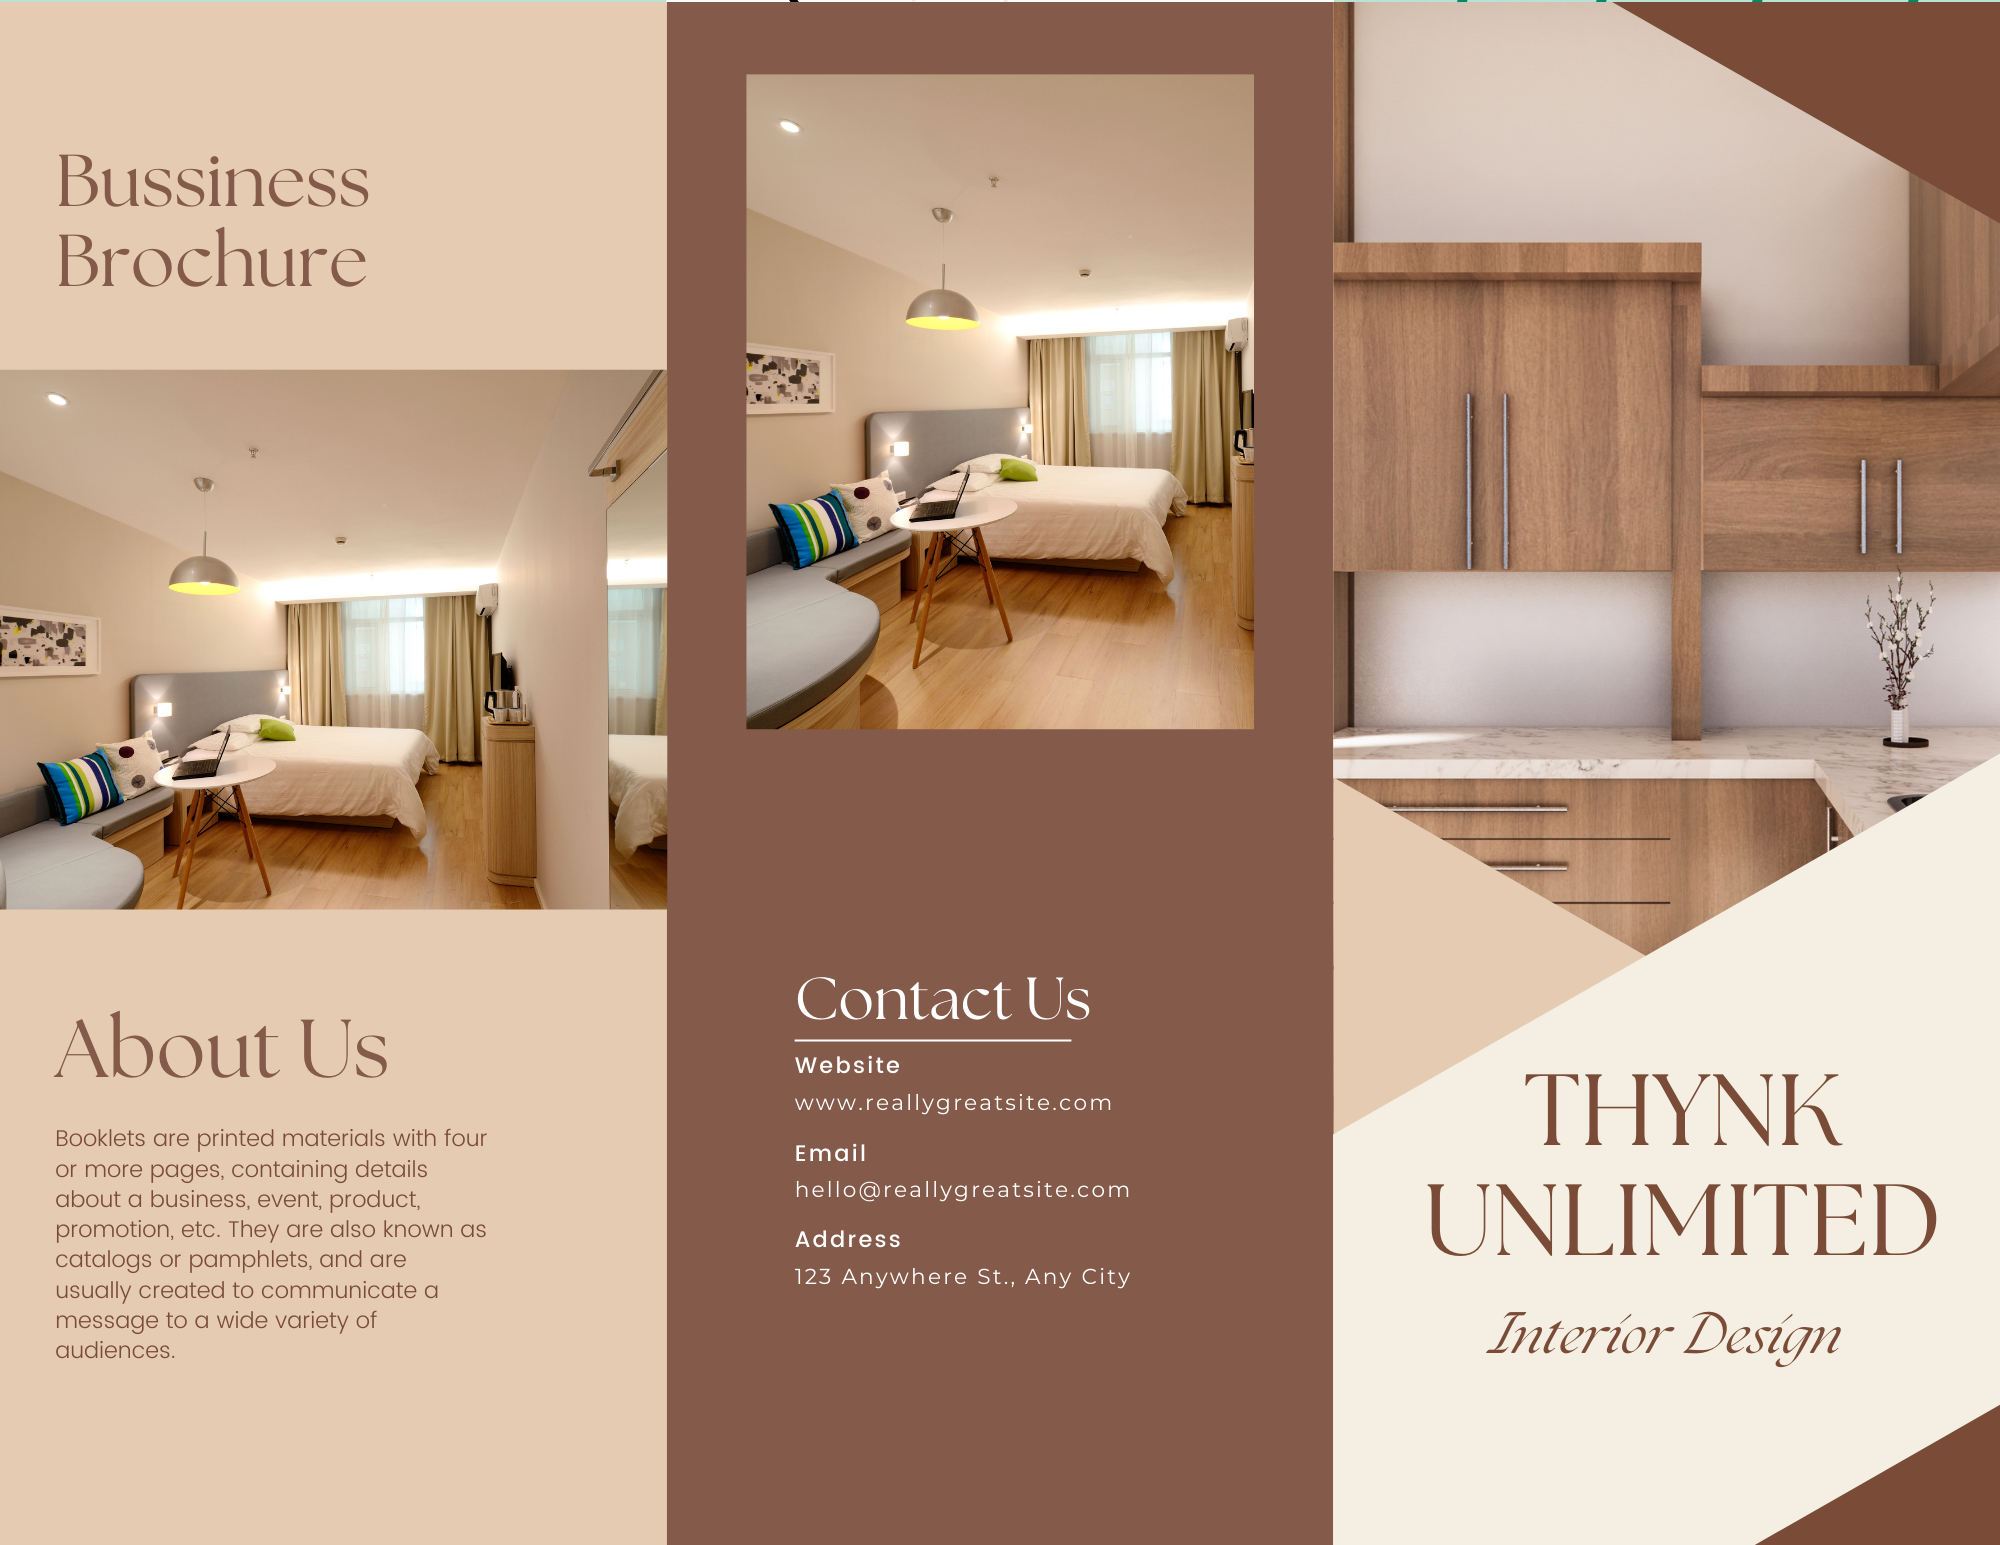 Bussiness
Brochure
About Us
Booklets are printed materials with four
or more pages, containing details
about a business, event, product,
promotion, etc. They are also known as
catalogs or pamphlets, and are
usually created to communicate a
message to a wide variety of
audiences.
Contact Us
Website
www.reallygreatsite.com
Email
hello@reallygreatsite.com
Address
123 Anywhere St., Any City
THYNK
UNLIMITED
Interior Design